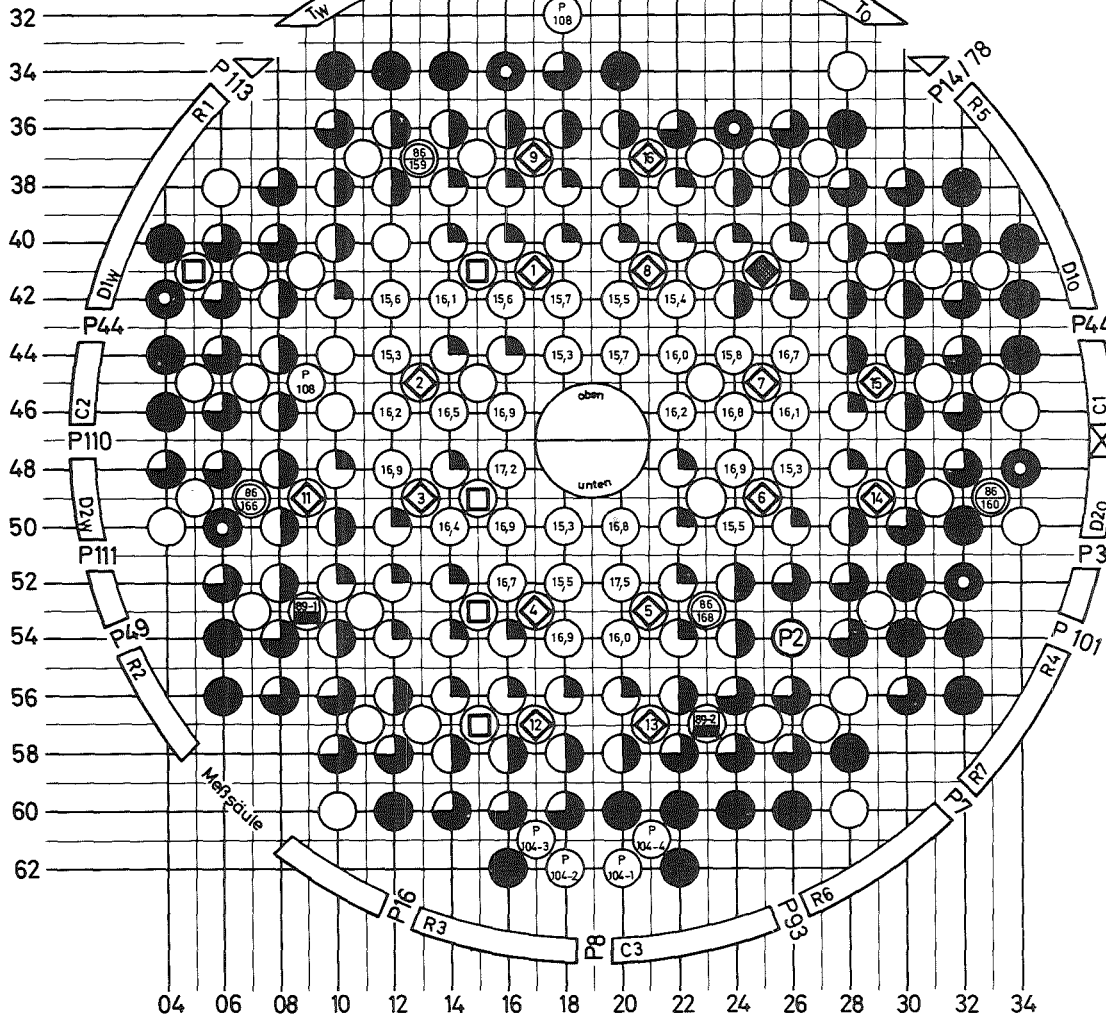 32 Tw P 108 To
34 P113 P14/78
R1 R5
36
86 159 9 16
38
40
D1w 1 8 D1o
42 15,6 16,1 15,6 15,7 15,5 15,4
P44 P44
44 15,3 15,3 15,7 16,0 15,8 16,7
P 108 2 7 15
C2 oben C1
46 16,2 16,5 16,9 16,2 16,8 16,1
P110
48 16,9 17,2 16,9 15,3
D2w 86 166 11 3 unten 6 14 86 160 D2o
50 16,4 16,9 15,3 16,8 15,5
P111 P3
52 16,7 15,5 17,5
P49 89-1 4 5 86 168 P101
54 16,9 16,0 P2
R2 R4
56
12 13 89-2
58
Meßsäule R7
60 P7
P 104-3 P 104-4
62 P 104-2 P 104-1
P16 R3 P8 C3 P93 R6
04 06 08 10 12 14 16 18 20 22 24 26 28 30 32 34